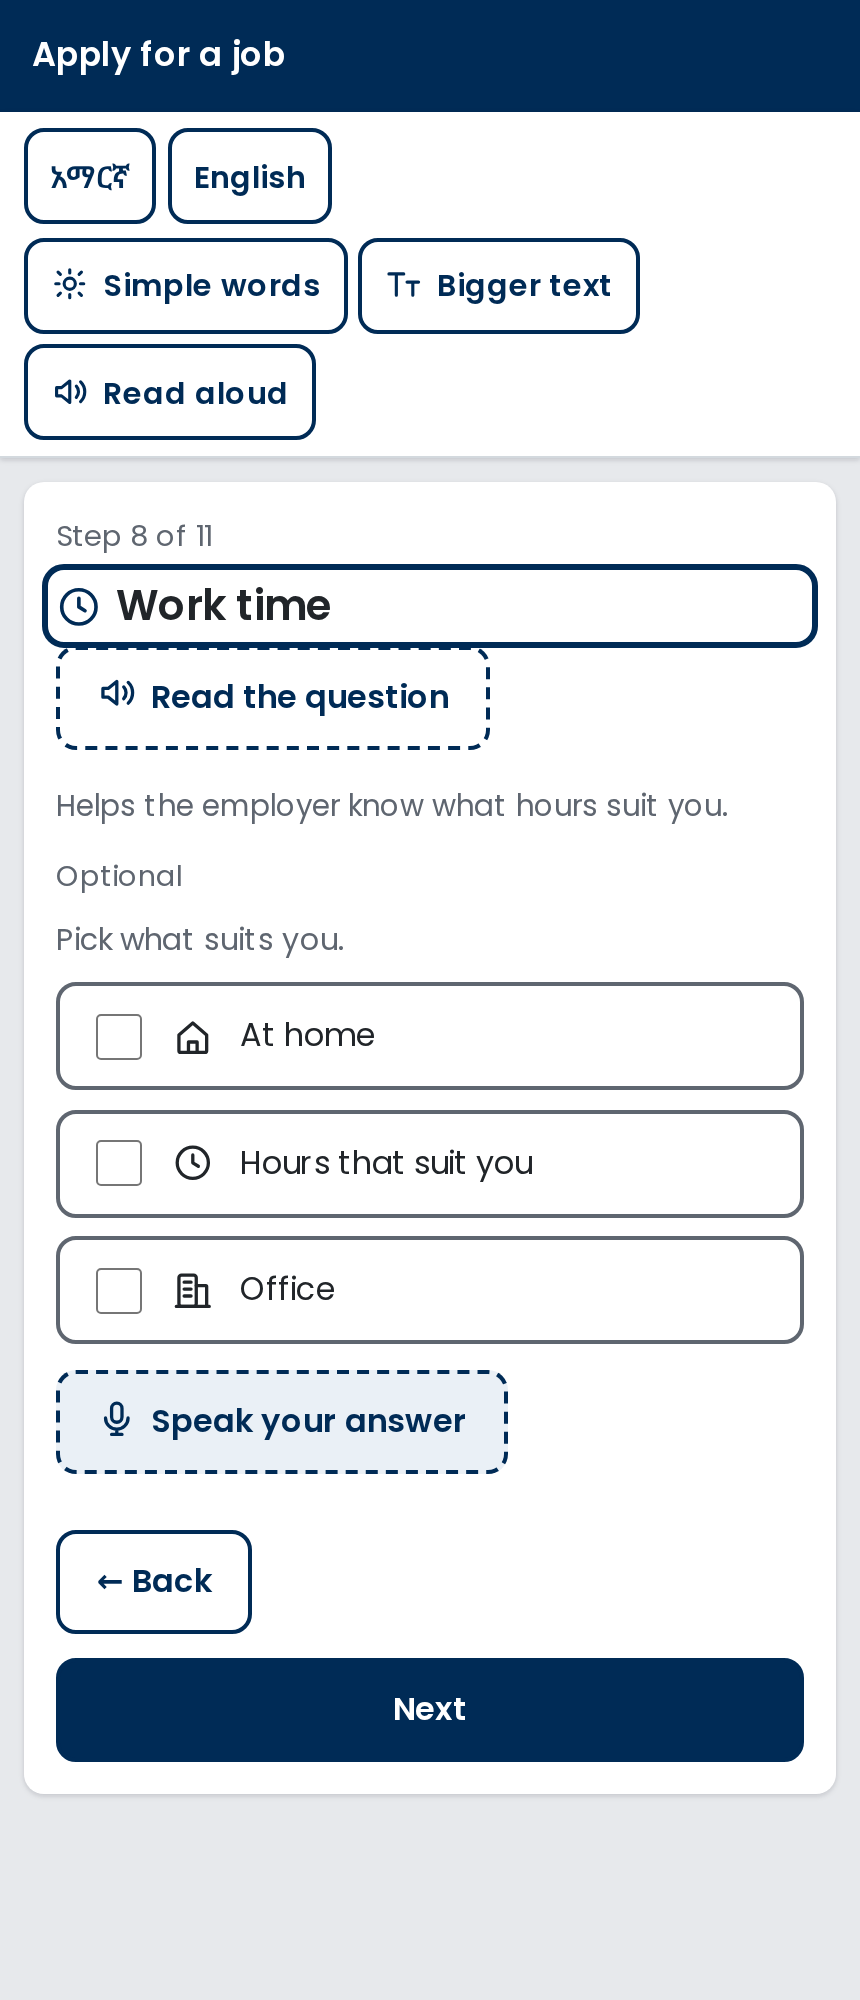 Apply for a job
አማርኛ English
Simple words Bigger text
Read aloud
Step 8 of 11
Work time
Read the question
Helps the employer know what hours suit you.
Optional
Pick what suits you.
At home
Hours that suit you
Office
Speak your answer
← Back
Next